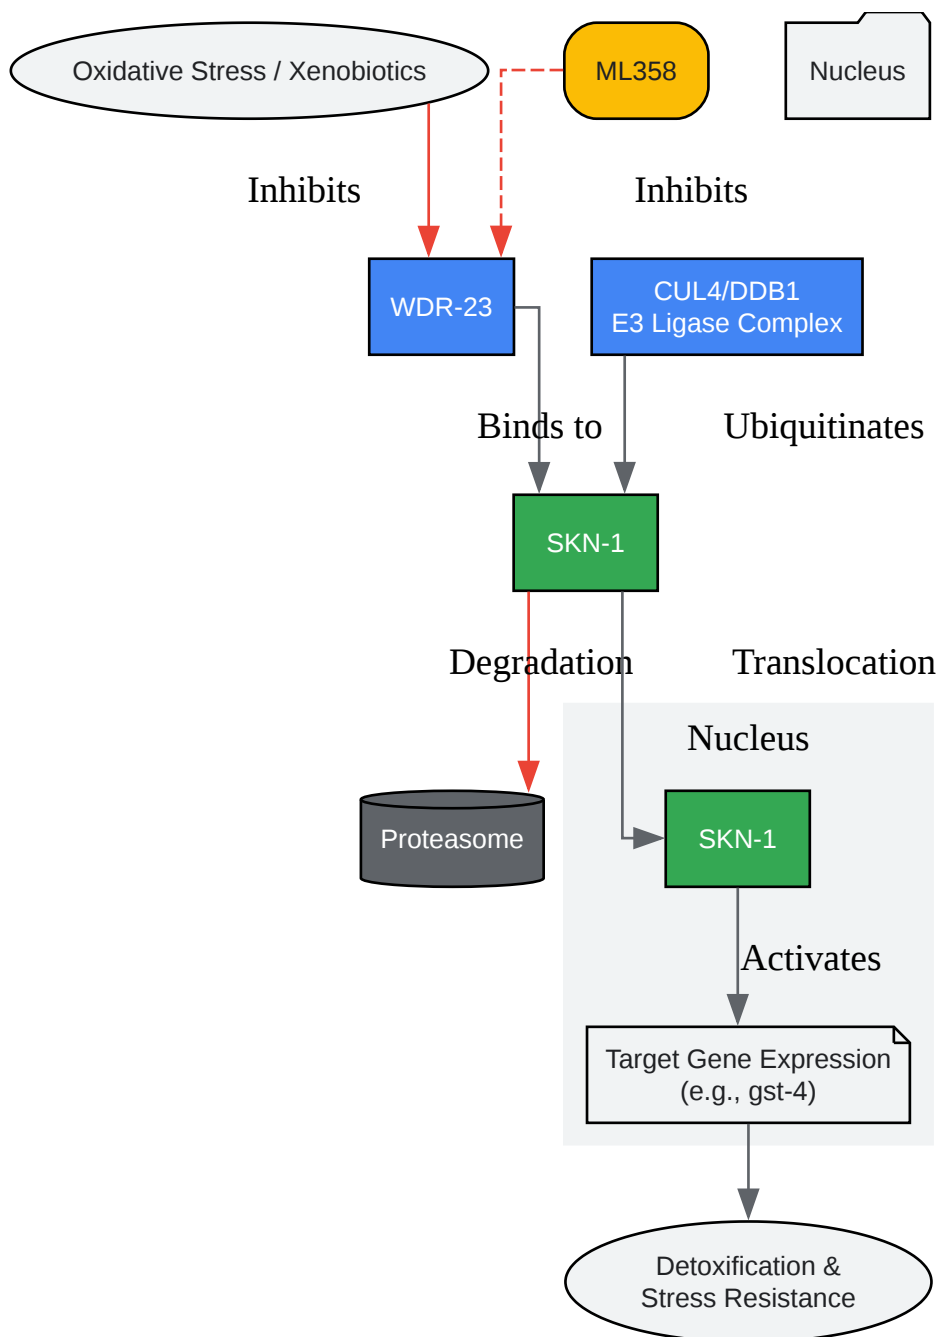 Oxidative Stress / Xenobiotics
ML358
Nucleus
Inhibits
Inhibits
WDR-23
CUL4/DDB1
E3 Ligase Complex
Binds to
Ubiquitinates
SKN-1
Degradation
Translocation
Nucleus
Proteasome
SKN-1
Activates
Target Gene Expression
(e.g., gst-4)
Detoxification &
Stress Resistance